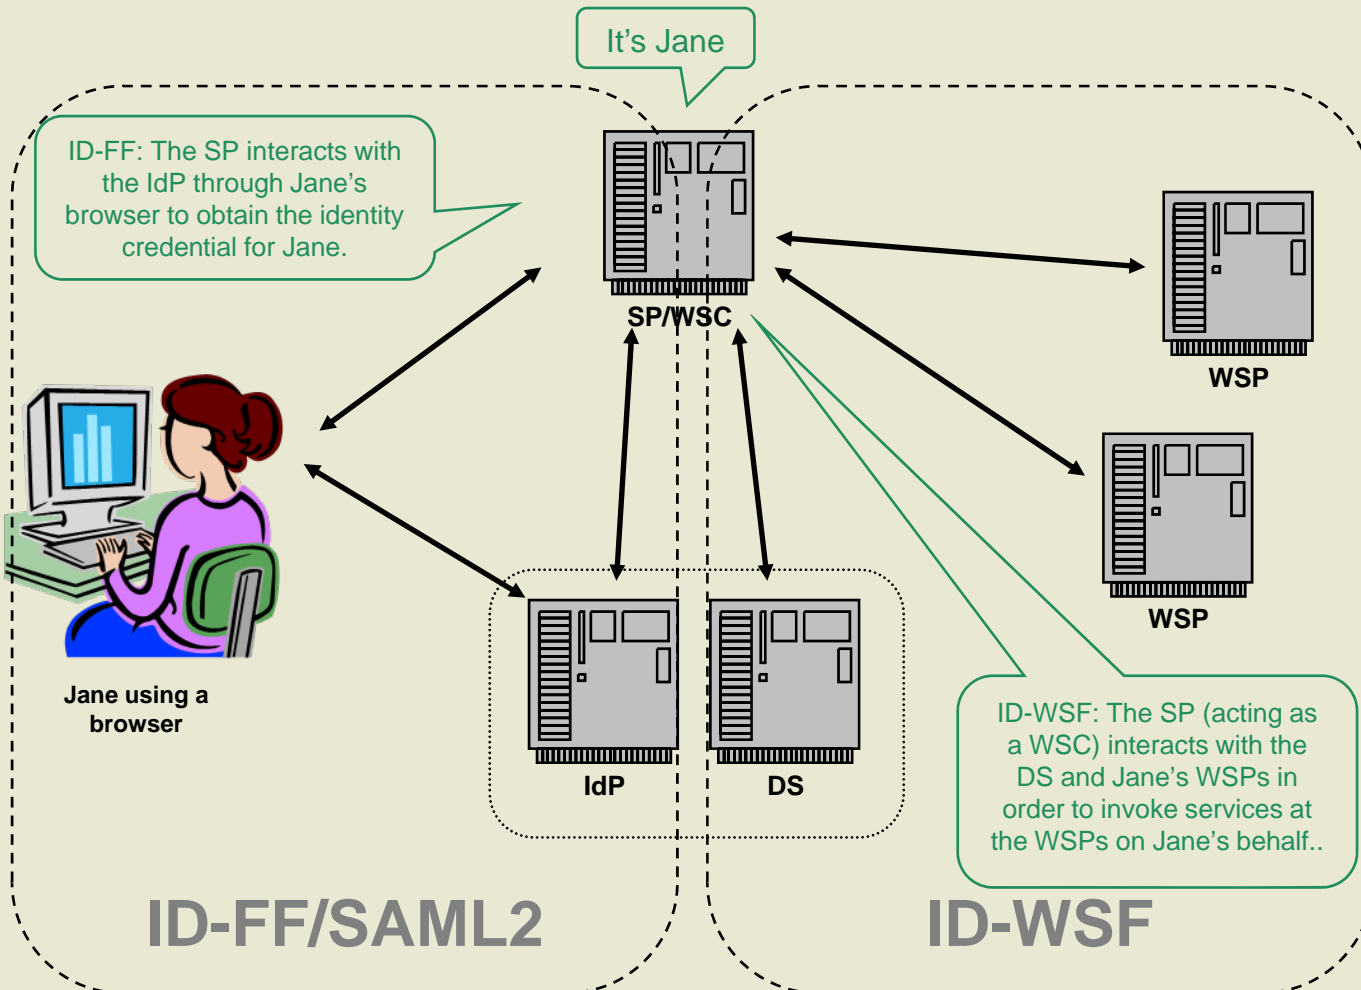 It's Jane
ID-FF: The SP interacts with
the IdP through Jane's
browser to obtain the identity
credential for Jane.
SP/WSC
WSP
WSP
Jane using a
browser
IdP
DS
ID-WSF: The SP (acting as
a WSC) interacts with the
DS and Jane's WSPs in
order to invoke services at
the WSPs on Jane's behalf..
ID-FF/SAML2
ID-WSF